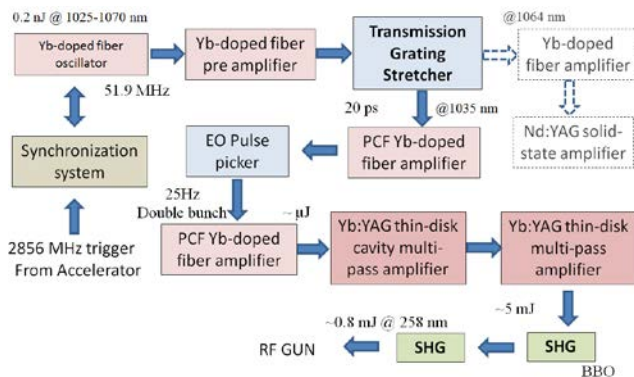 0.2 nJ @ 1025-1070 nm
Yb-doped fiber
oscillator
51.9 MHz
Yb-doped fiber
pre amplifier
Transmission
Grating
Stretcher
@1064 nm
Yb-doped
fiber amplifier
Nd:YAG solid-
state amplifier
20 ps
@1035 nm
PCF Yb-doped
fiber amplifier
EO Pulse
picker
Synchronization
system
2856 MHz trigger
From Accelerator
25Hz
Double bunch
~ µJ
PCF Yb-doped
fiber amplifier
Yb:YAG thin-disk
cavity multi-
pass amplifier
Yb:YAG thin-disk
multi-pass
amplifier
~5 mJ
SHG
BBO
SHG
~0.8 mJ @ 258 nm
RF GUN